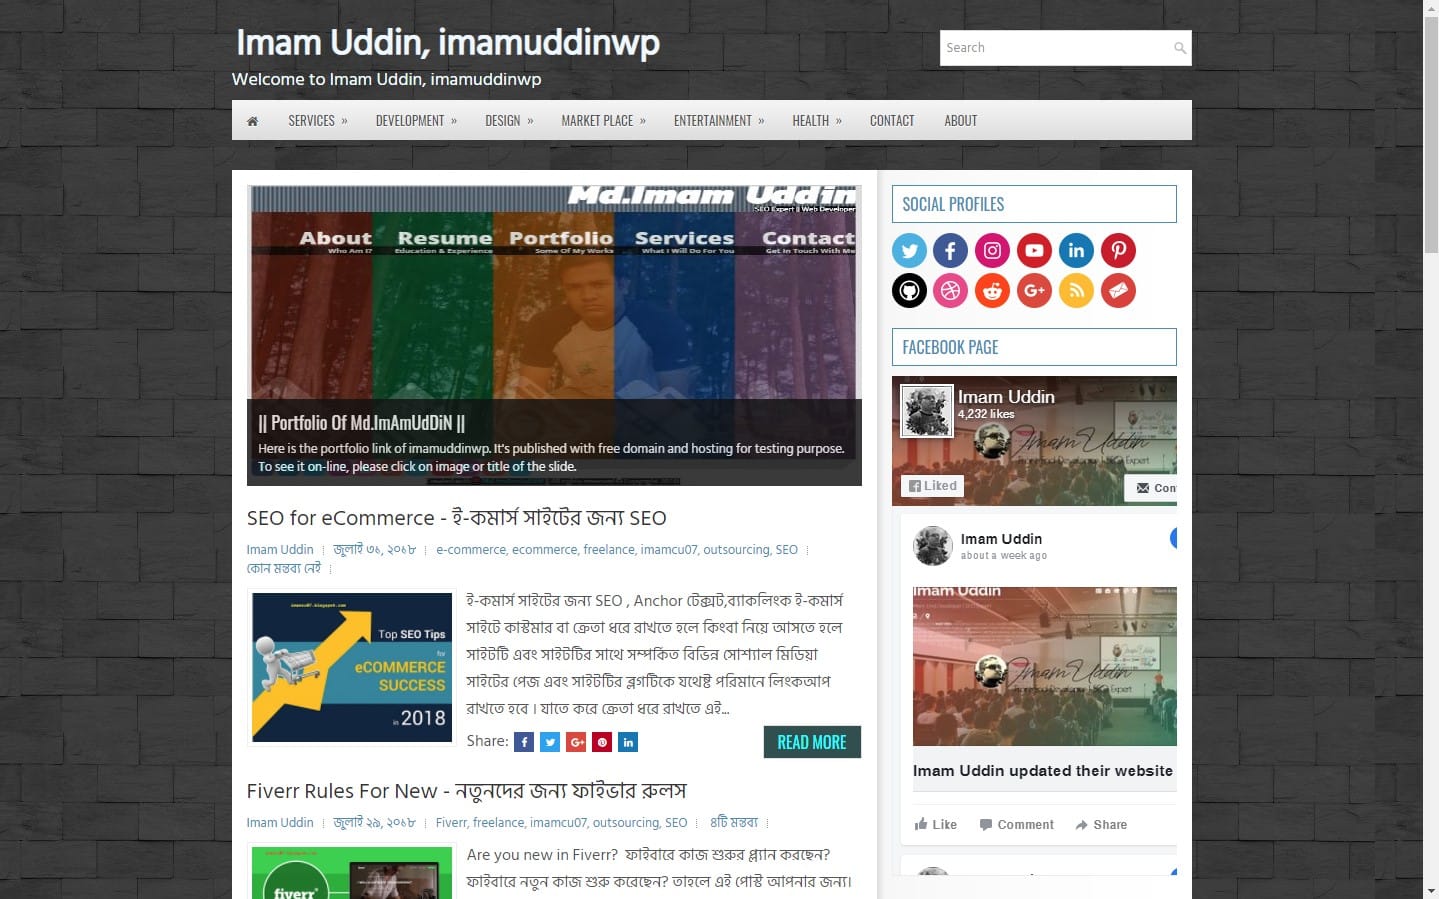 Imam Uddin, imamuddinwp
Welcome to Imam Uddin, imamuddinwp
Search
SERVICES »
DEVELOPMENT »
DESIGN »
MARKET PLACE »
ENTERTAINMENT »
HEALTH »
CONTACT
ABOUT
Md.Imam Uddin
SEO Expert || Web Developer
About
Who Am I?
Resume
Education & Experience
Portfolio
Some Of My Works
Services
What I Will Do For You
Contact
Get In Touch With Me
|| Portfolio Of Md.ImAmUdDiN ||
Here is the portfolio link of imamuddinwp. It's published with free domain and hosting for testing purpose.
To see it on-line, please click on image or title of the slide.
SEO for eCommerce - ই-কমার্স সাইটের জন্য SEO
Imam Uddin ⋮ জুলাই ৩১, ২০১৮ ⋮ e-commerce, ecommerce, freelance, imamcu07, outsourcing, SEO ⋮
কোন মন্তব্য নেই ⋮
imamcu07.blogspot.com
Top SEO Tips
for
eCOMMERCE
SUCCESS
in 2018
ই-কমার্স সাইটের জন্য SEO , Anchor টেক্সট,ব্যাকলিংক ই-কমার্স
সাইটে কাস্টমার বা ক্রেতা ধরে রাখতে হলে কিংবা নিয়ে আসতে হলে
সাইটটি এবং সাইটটির সাথে সম্পর্কিত বিভিন্ন সোশ্যাল মিডিয়া
সাইটের পেজ এবং সাইটটির ব্লগটিকে যথেষ্ট পরিমানে লিংকআপ
রাখতে হবে । যাতে করে ক্রেতা ধরে রাখতে এই...
Share:
READ MORE
Fiverr Rules For New - নতুনদের জন্য ফাইভার রুলস
Imam Uddin ⋮ জুলাই ২৯, ২০১৮ ⋮ Fiverr, freelance, imamcu07, outsourcing, SEO ⋮ ৪টি মন্তব্য ⋮
fiverr
Are you new in Fiverr? ফাইবারে কাজ শুরুর প্ল্যান করছেন?
ফাইবারে নতুন কাজ শুরু করেছেন? তাহলে এই পোস্ট আপনার জন্য।
SOCIAL PROFILES
FACEBOOK PAGE
Imam Uddin
4,232 likes
Imam Uddin
Liked
Con
Imam Uddin
about a week ago
Imam Uddin
Imam Uddin
Imam Uddin updated their website
Like
Comment
Share